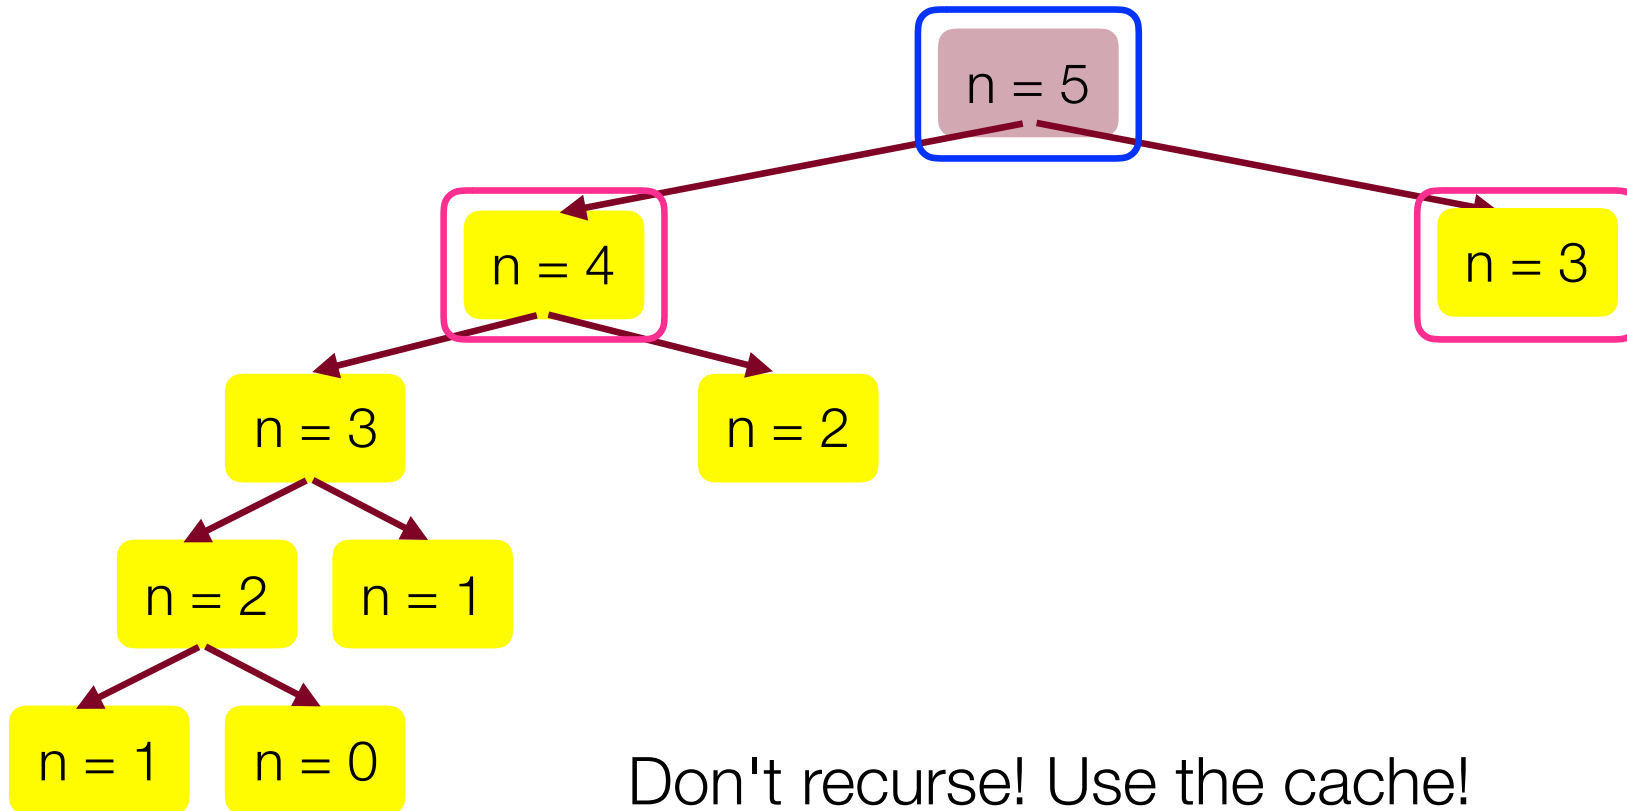 n = 5
n = 4
n = 3
n = 3
n = 2
n = 2
n = 1
n = 1
n = 0
Don't recurse! Use the cache!